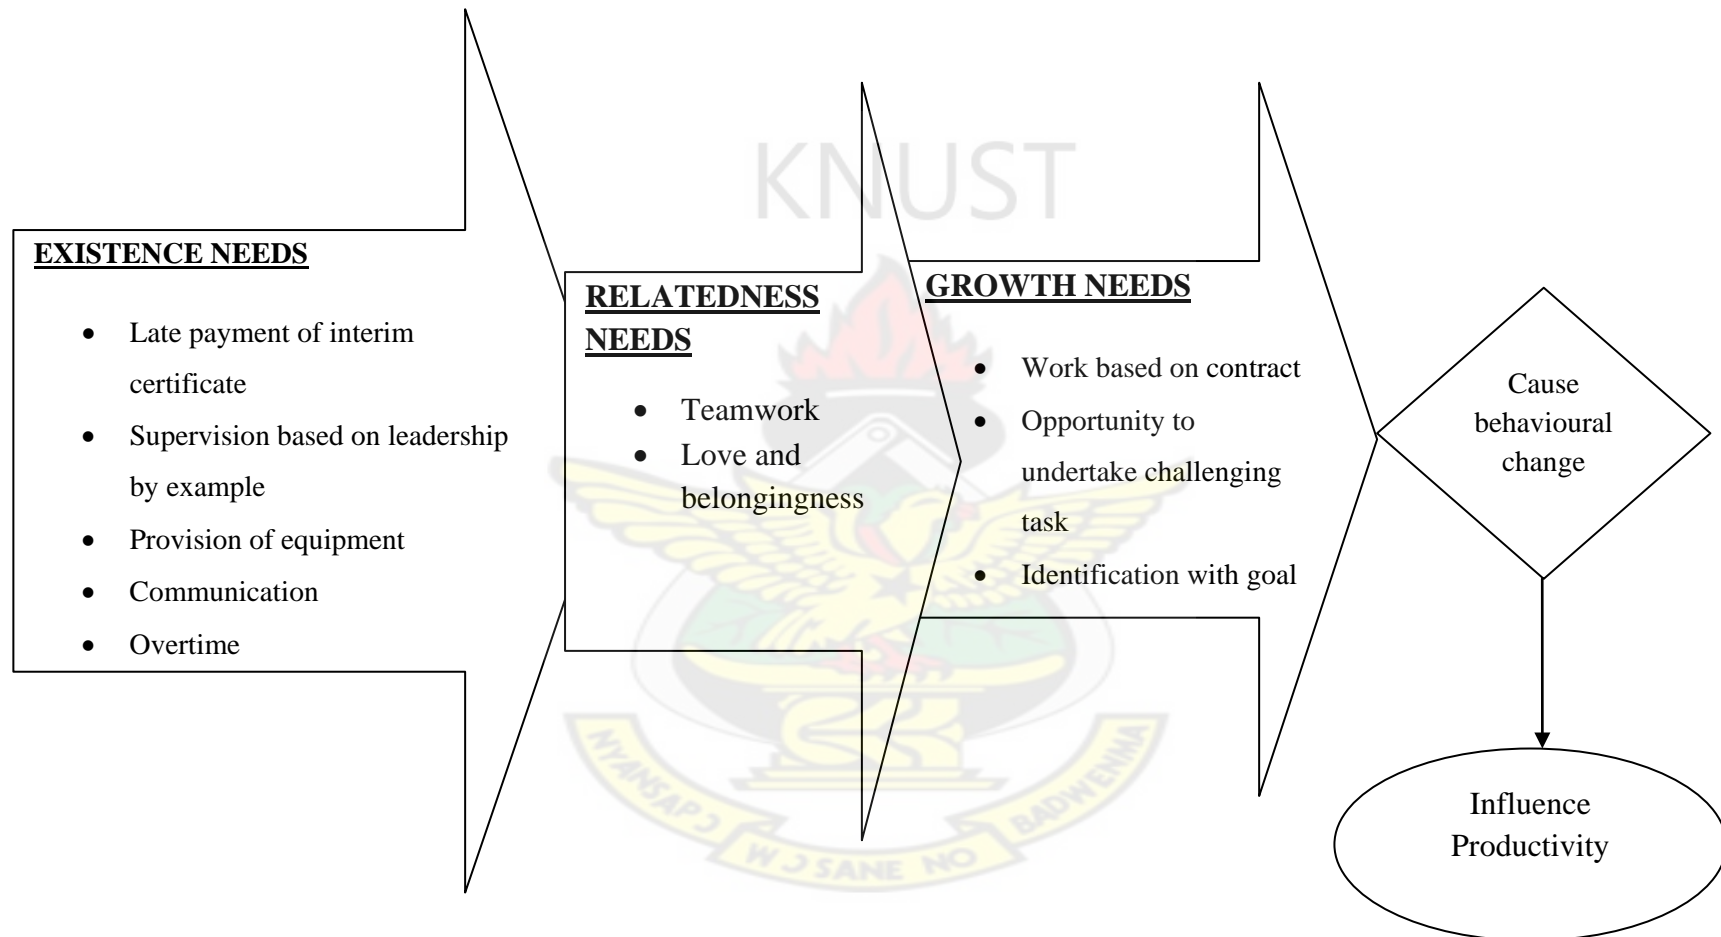 KNUST
EXISTENCE NEEDS
• Late payment of interim
certificate
• Supervision based on leadership
by example
• Provision of equipment
• Communication
• Overtime
RELATEDNESS
NEEDS
• Teamwork
• Love and
belongingness
GROWTH NEEDS
• Work based on contract
• Opportunity to
undertake challenging
task
• Identification with goal
Cause
behavioural
change
Influence
Productivity
NYANSAPƆ
WƆ SANE NO
BADWENMA